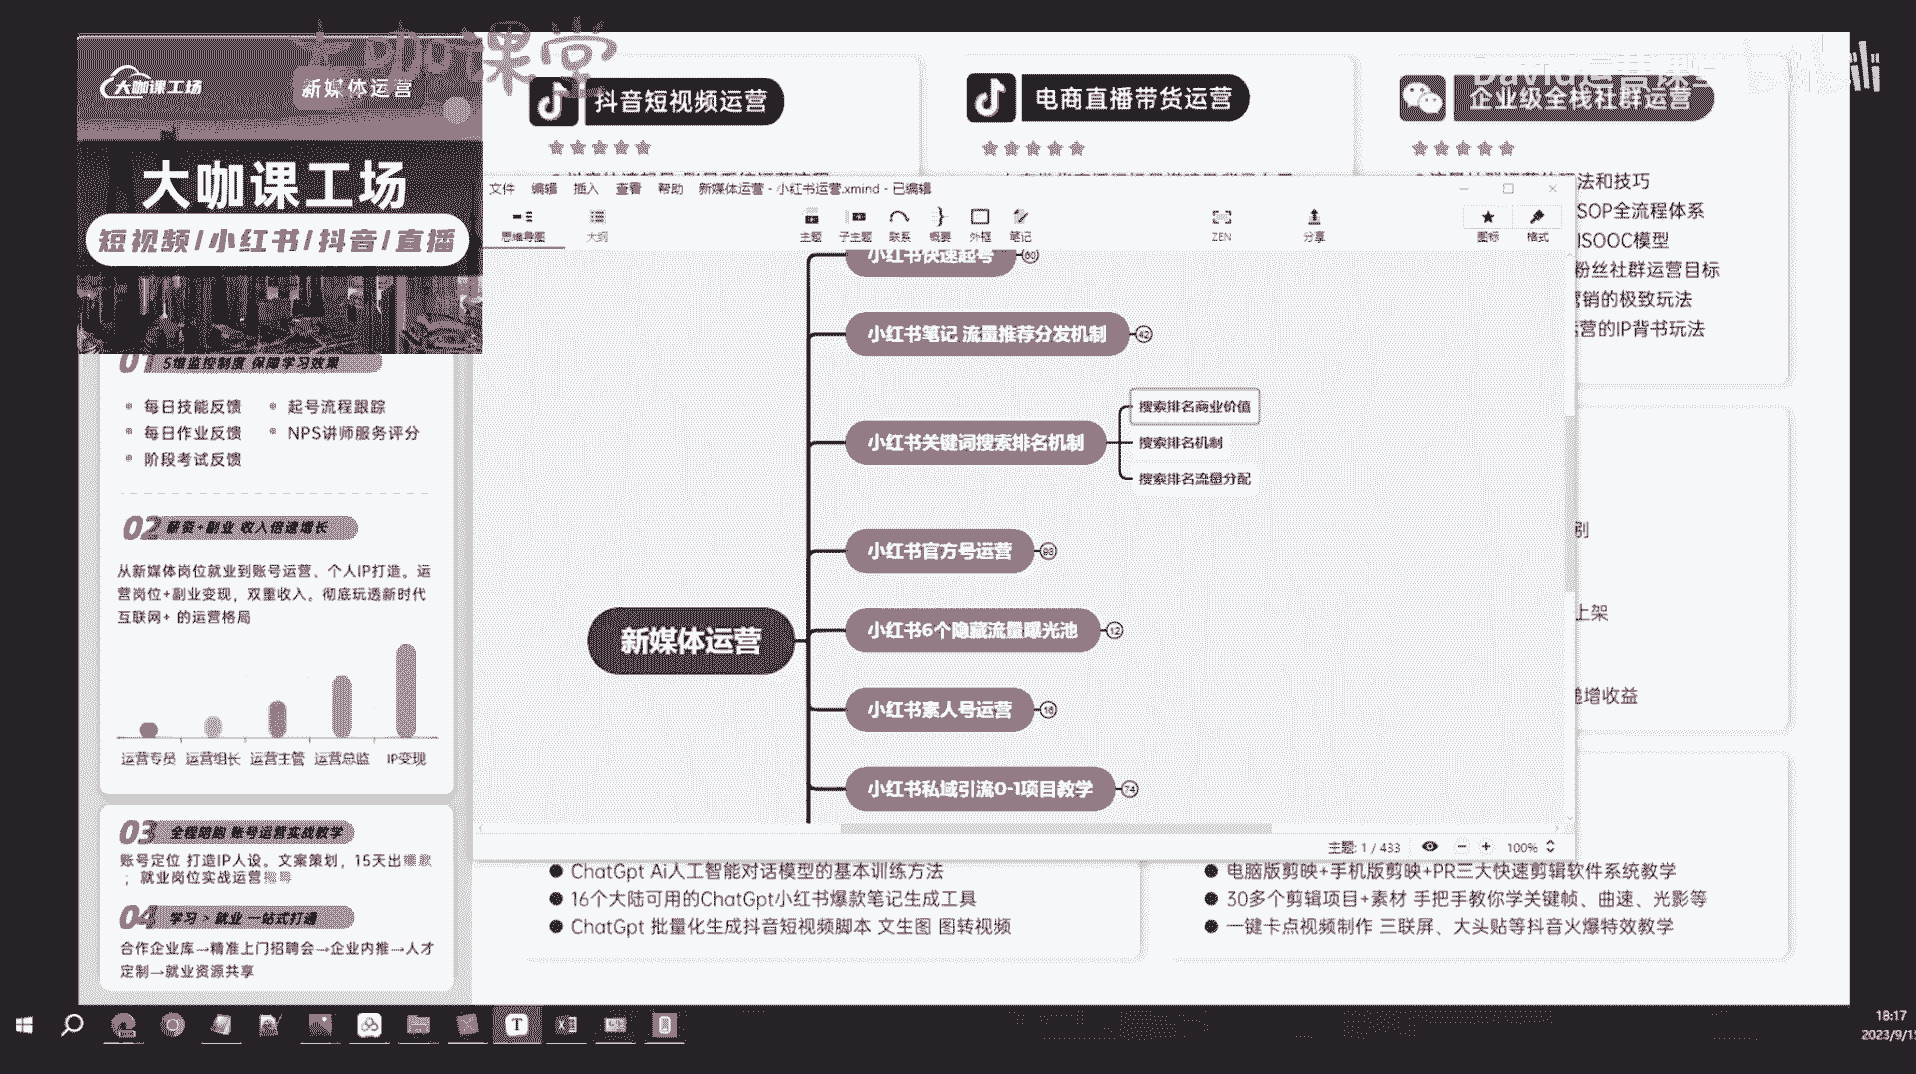 大咖课堂
大咖课工场
新媒体运营
大咖课工场
短视频/小红书/抖音/直播
01 5维监控制度 保障学习效果
每日技能反馈
起号流程跟踪
每日作业反馈
NPS讲师服务评分
阶段考试反馈
02 薪资+副业 收入倍速增长
从新媒体岗位就业到账号运营、个人IP打造。运
营岗位+副业变现，双重收入。彻底玩透新时代
互联网+ 的运营格局
运营专员 运营组长 运营主管 运营总监 IP变现
03 全程陪跑 账号运营实战教学
账号定位 打造IP人设。文案策划，15天出爆款
；就业岗位实战运营指导
04 学习 > 就业 一站式打通
合作企业库→精准上门招聘会→企业内推→人才
定制→就业资源共享
抖音短视频运营
电商直播带货运营
企业级全栈社群运营
文件 编辑 插入 查看 帮助 新媒体运营 - 小红书运营.xmind - 已编辑
思维导图 大纲 主题 子主题 联系 概要 外框 笔记 ZEN 分享 图标 格式
小红书快速起号 60
小红书笔记 流量推荐分发机制 42
小红书关键词搜索排名机制
搜索排名商业价值
搜索排名机制
搜索排名流量分配
小红书官方号运营 93
新媒体运营
小红书6个隐藏流量曝光池 12
小红书素人号运营 16
小红书私域引流0-1项目教学 74
主题: 1 / 433 100%
法和技巧
SOP全流程体系
ISOOC模型
粉丝社群运营目标
营销的极致玩法
运营的IP背书玩法
别
上架
递增收益
ChatGpt Ai人工智能对话模型的基本训练方法
16个大陆可用的ChatGpt小红书爆款笔记生成工具
ChatGpt 批量化生成抖音短视频脚本 文生图 图转视频
电脑版剪映+手机版剪映+PR三大快速剪辑软件系统教学
30多个剪辑项目+素材 手把手教你学关键帧、曲速、光影等
一键卡点视频制作 三联屏、大头贴等抖音火爆特效教学
18:17
2023/9/1